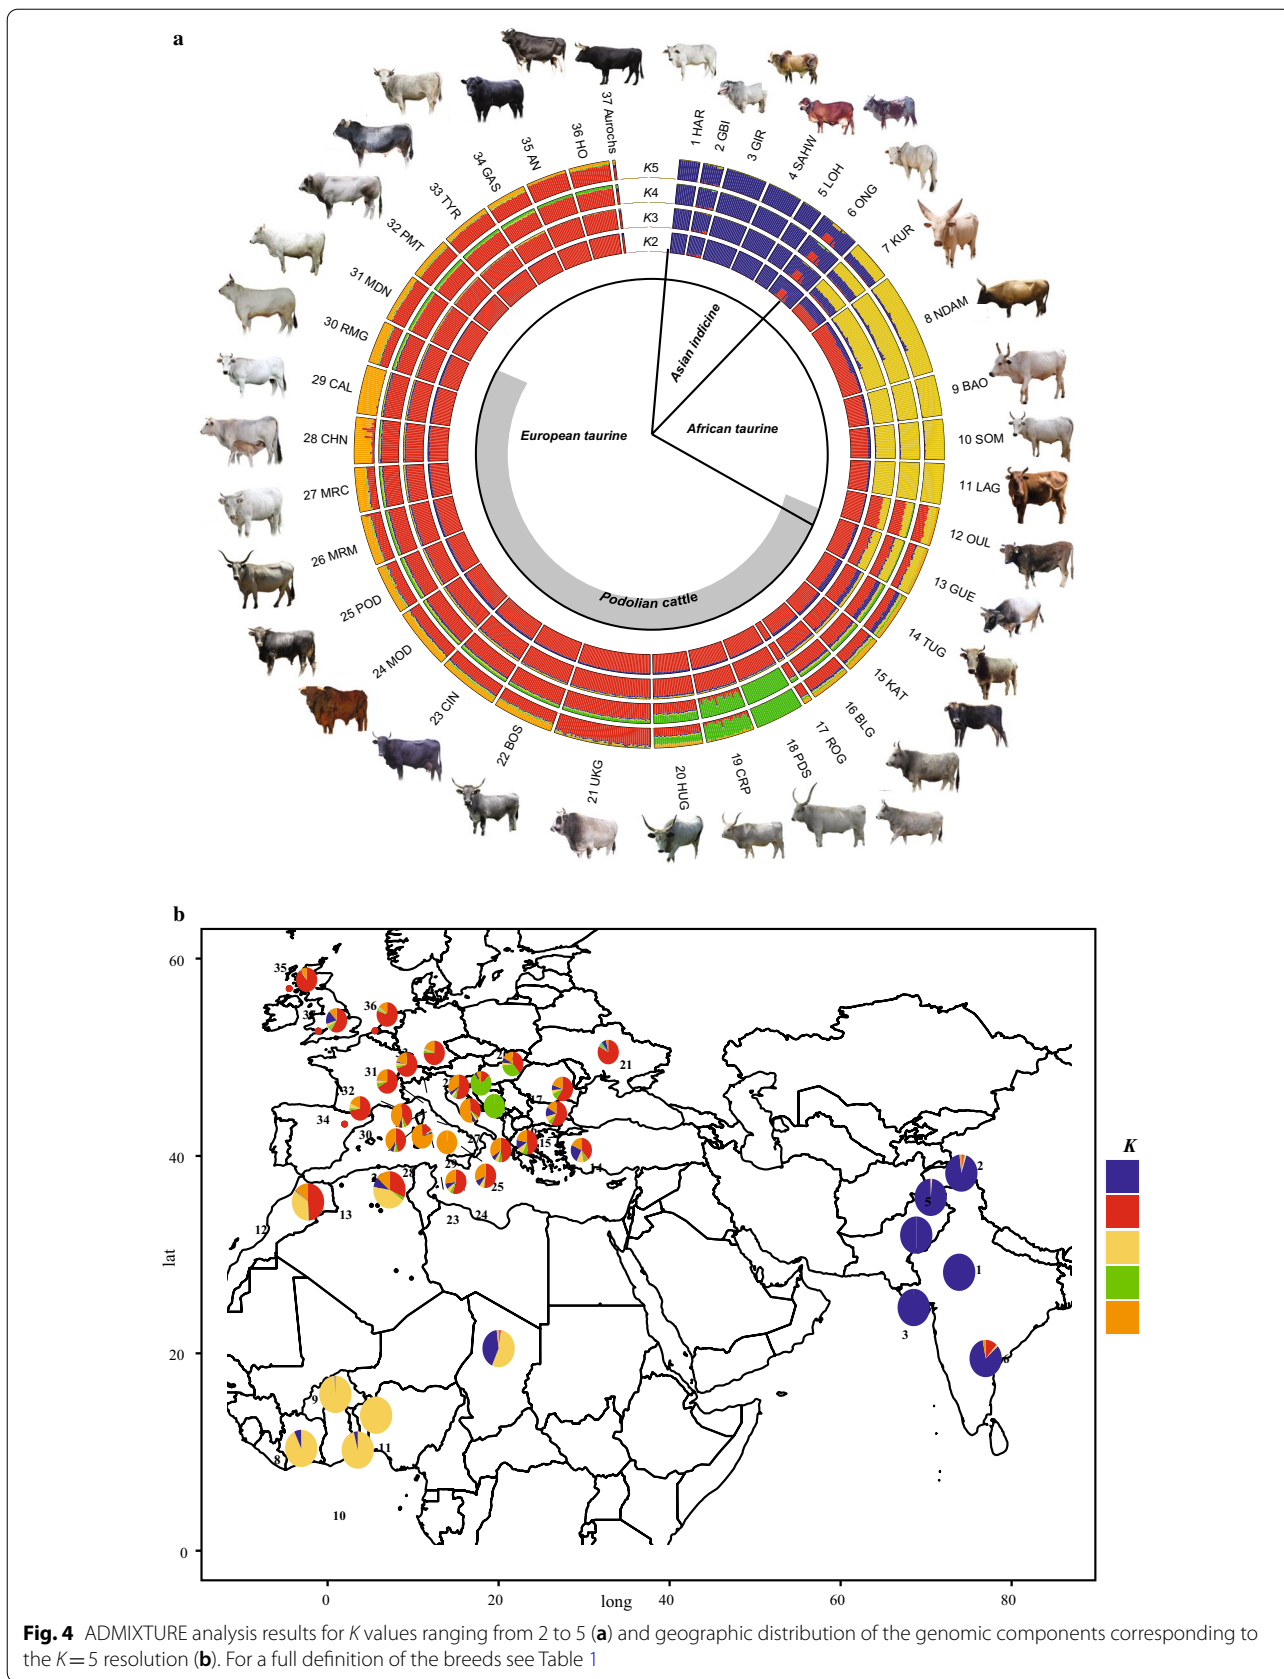 a
37 Aurochs
1 HAR
2 GBI
3 GIR
4 SAHW
5 LOH
6 ONG
7 KUR
8 NDAM
9 BAO
10 SOM
11 LAG
12 OUL
13 GUE
14 TUG
15 KAT
16 BLG
17 ROG
18 PDS
19 CRP
20 HUG
21 UKG
22 BOS
23 CIN
24 MOD
25 POD
26 MRM
27 MRC
28 CHN
29 CAL
30 RMG
31 MDN
32 PMT
33 TYR
34 GAS
35 AN
36 HO
K5
K4
K3
K2
Asian indicine
European taurine
African taurine
Podolian cattle
b
60
40
20
0
lat
0 20 40 60 80
long
35
36
21
31
32
17
34
30
27
15
14
29
28
25
12
13
23
24
2
5
1
3
6
9
8
11
10
K
Fig. 4 ADMIXTURE analysis results for K values ranging from 2 to 5 (a) and geographic distribution of the genomic components corresponding to
the K=5 resolution (b). For a full definition of the breeds see Table 1